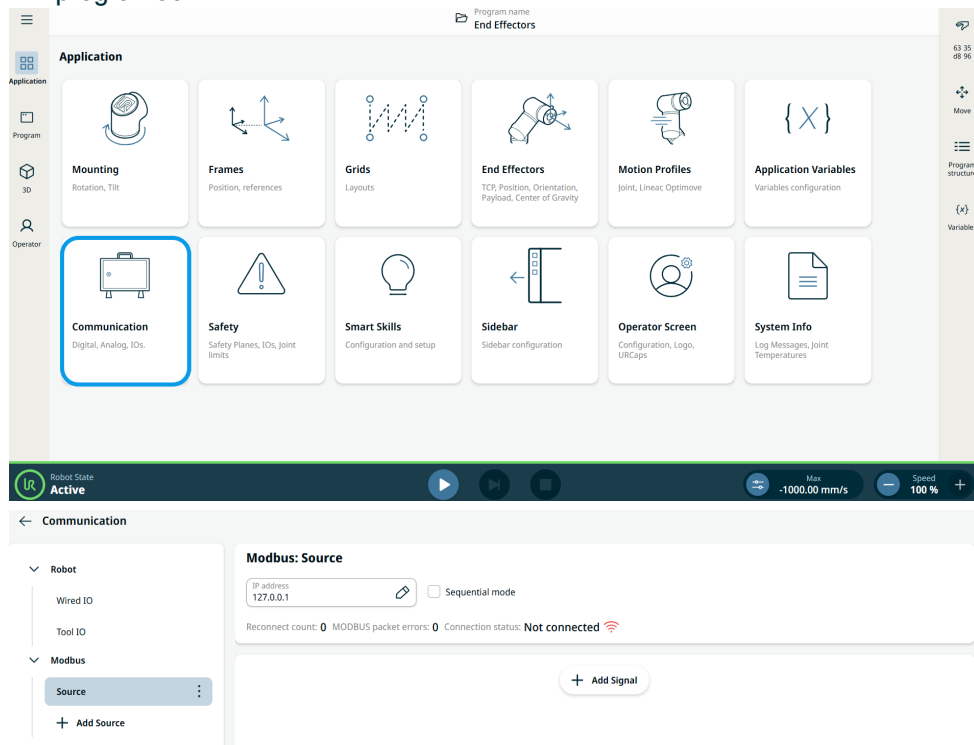 Program name
End Effectors
63 35
d8 96
Application
Application
Program
3D
Operator
Move
Program
structure
{x}
Variable
Mounting
Rotation, Tilt
Frames
Position, references
Grids
Layouts
End Effectors
TCP, Position, Orientation,
Payload, Center of Gravity
Motion Profiles
Joint, Linear, Optimove
{X}
Application Variables
Variables configuration
Communication
Digital, Analog, IOs.
Safety
Safety Planes, IOs, Joint
limits
Smart Skills
Configuration and setup
Sidebar
Sidebar configuration
Operator Screen
Configuration, Logo,
URCaps
System Info
Log Messages, Joint
Temperatures
UR
Robot State
Active
Max
-1000.00 mm/s
Speed
100 %
Communication
Robot
Wired IO
Tool IO
Modbus
Source
Add Source
Modbus: Source
IP address
127.0.0.1
Sequential mode
Reconnect count: 0 MODBUS packet errors: 0 Connection status: Not connected
Add Signal